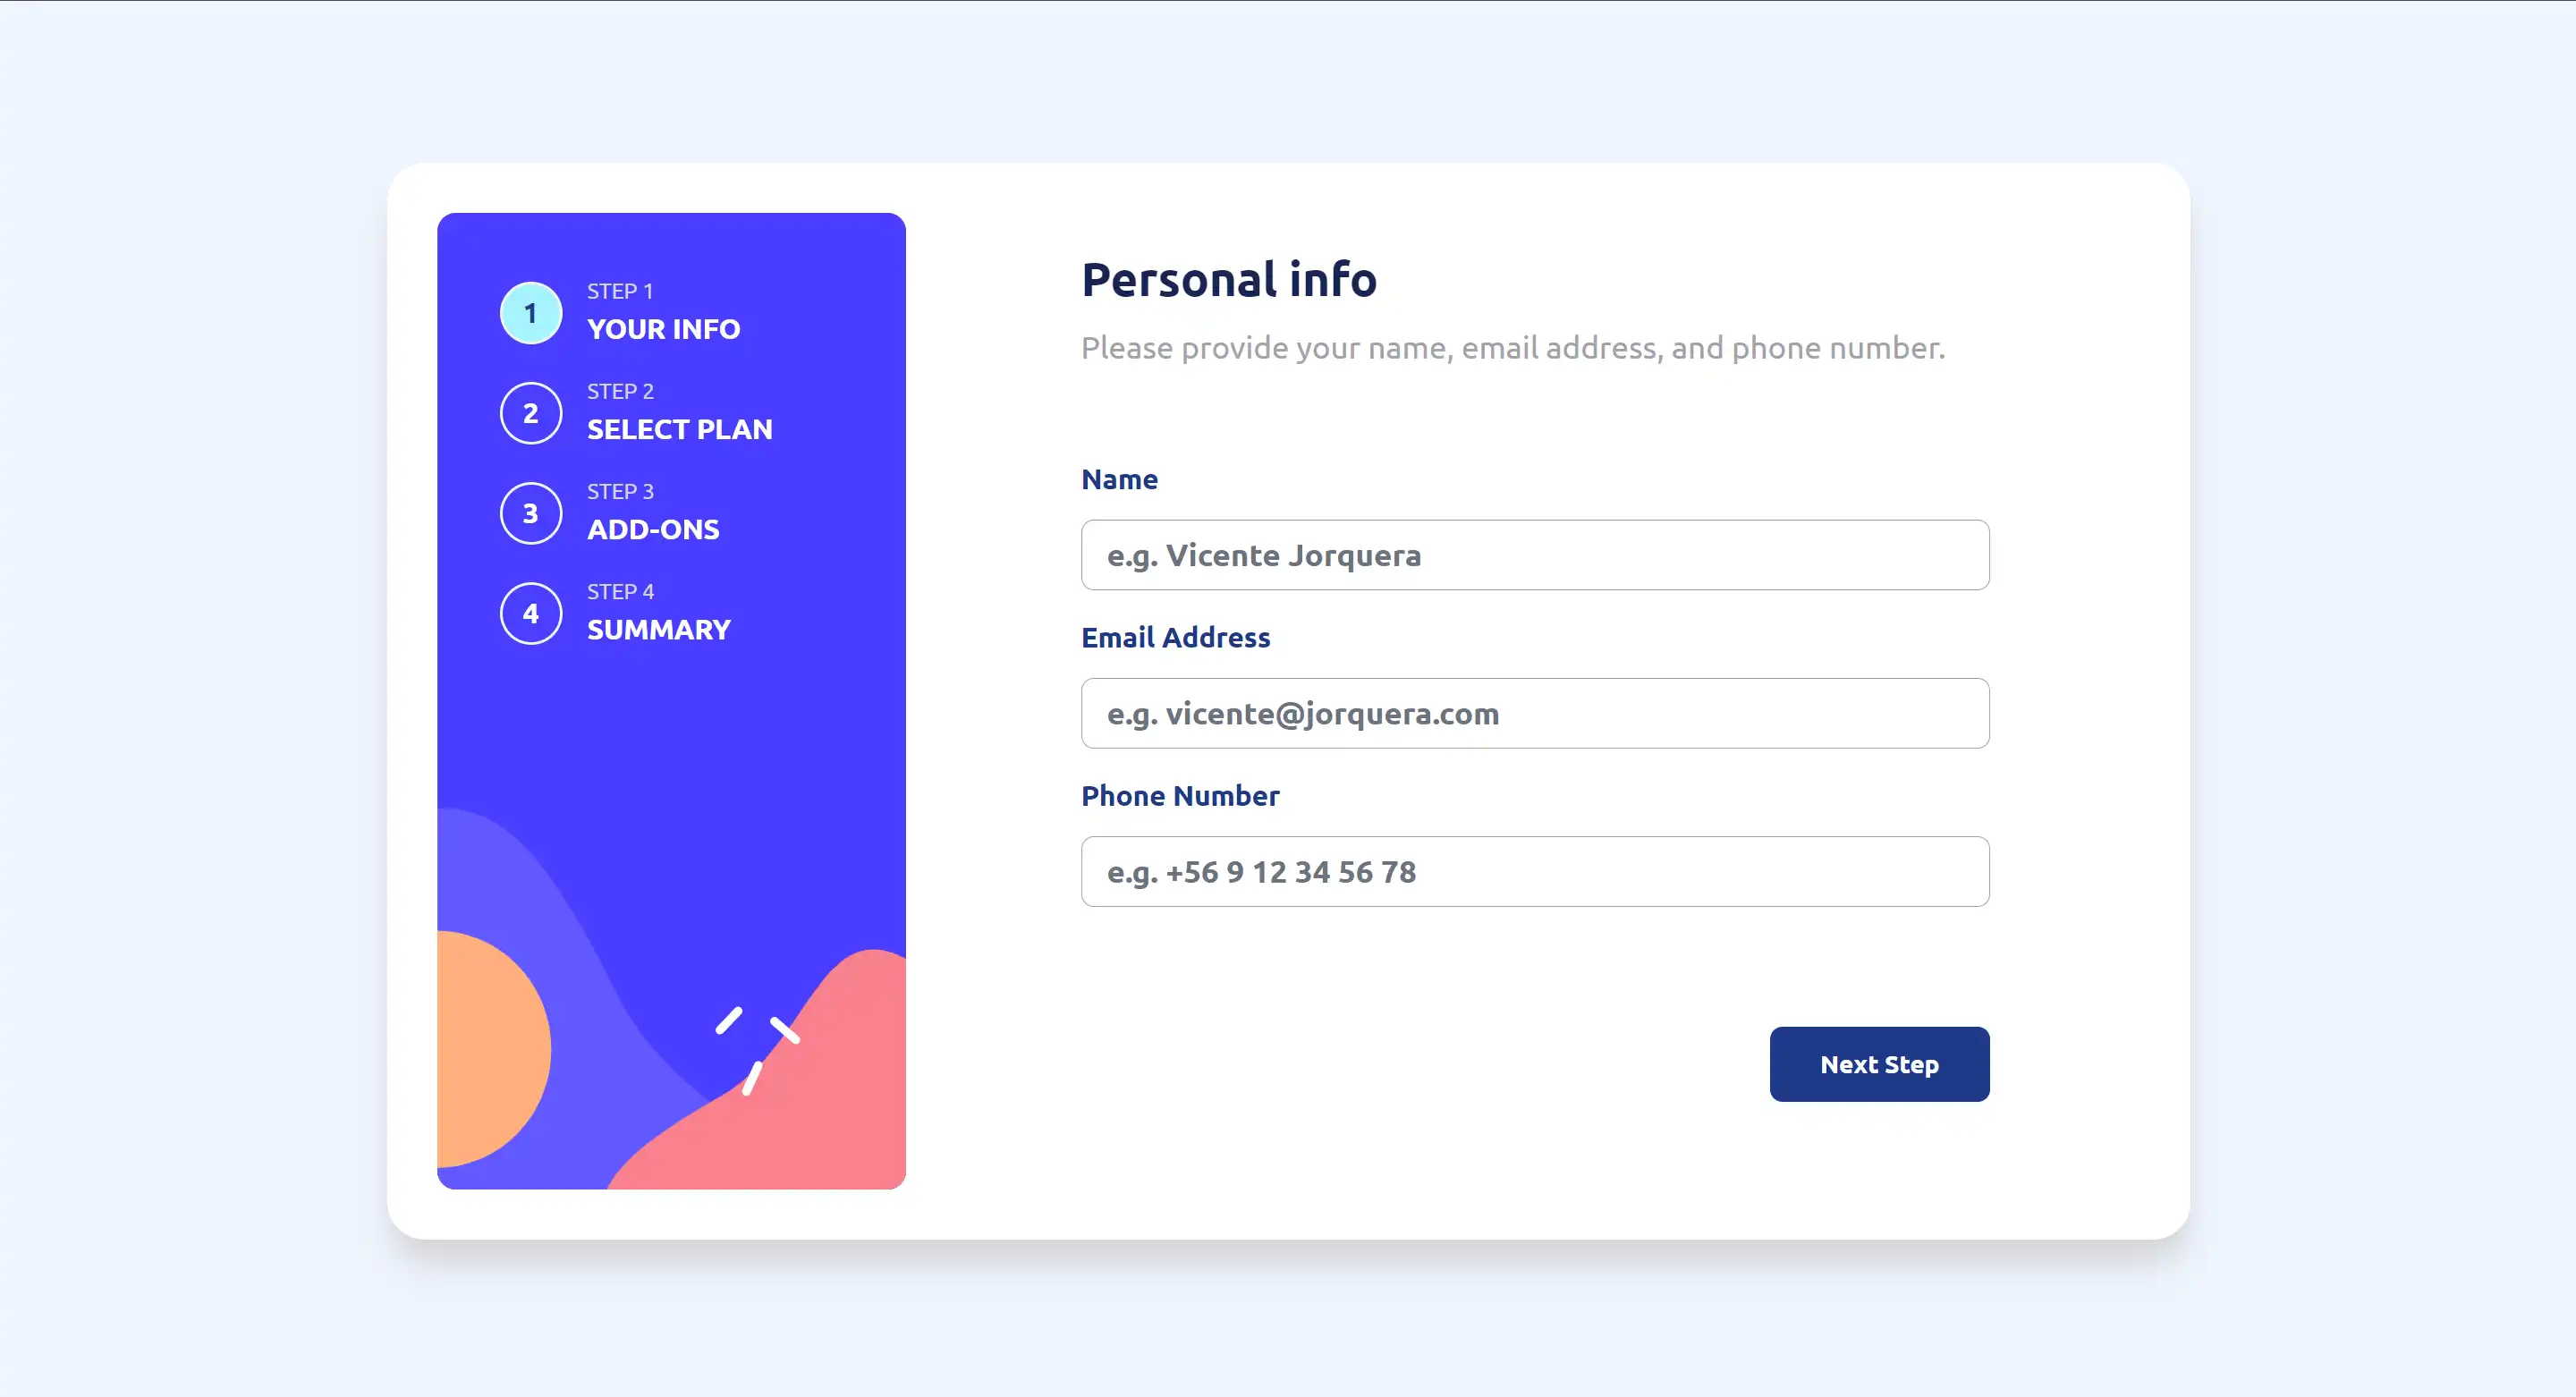 1
STEP 1
YOUR INFO
2
STEP 2
SELECT PLAN
3
STEP 3
ADD-ONS
4
STEP 4
SUMMARY
Personal info
Please provide your name, email address, and phone number.
Name
e.g. Vicente Jorquera
Email Address
e.g. vicente@jorquera.com
Phone Number
e.g. +56 9 12 34 56 78
Next Step